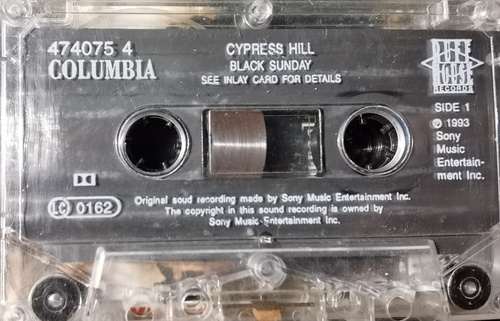 474075 4
COLUMBIA
CYPRESS HILL
BLACK SUNDAY
SEE INLAY CARD FOR DETAILS
RUFF
HOUSE
RECORDS
SIDE 1
℗ 1993
Sony
Music
Entertain-
ment Inc.
LC 0162
Original soud recording made by Sony Music Entertainment Inc.
The copyright in this sound recording is owned by
Sony Music Entertainment Inc.